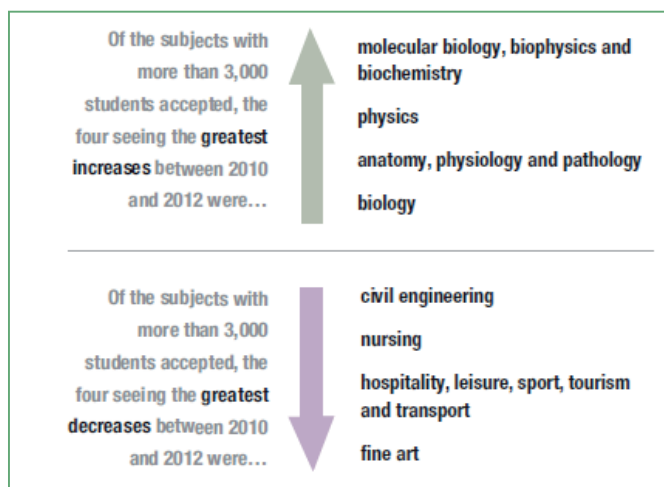 Of the subjects with
more than 3,000
students accepted, the
four seeing the greatest
increases between 2010
and 2012 were…
molecular biology, biophysics and
biochemistry
physics
anatomy, physiology and pathology
biology
Of the subjects with
more than 3,000
students accepted, the
four seeing the greatest
decreases between 2010
and 2012 were…
civil engineering
nursing
hospitality, leisure, sport, tourism
and transport
fine art